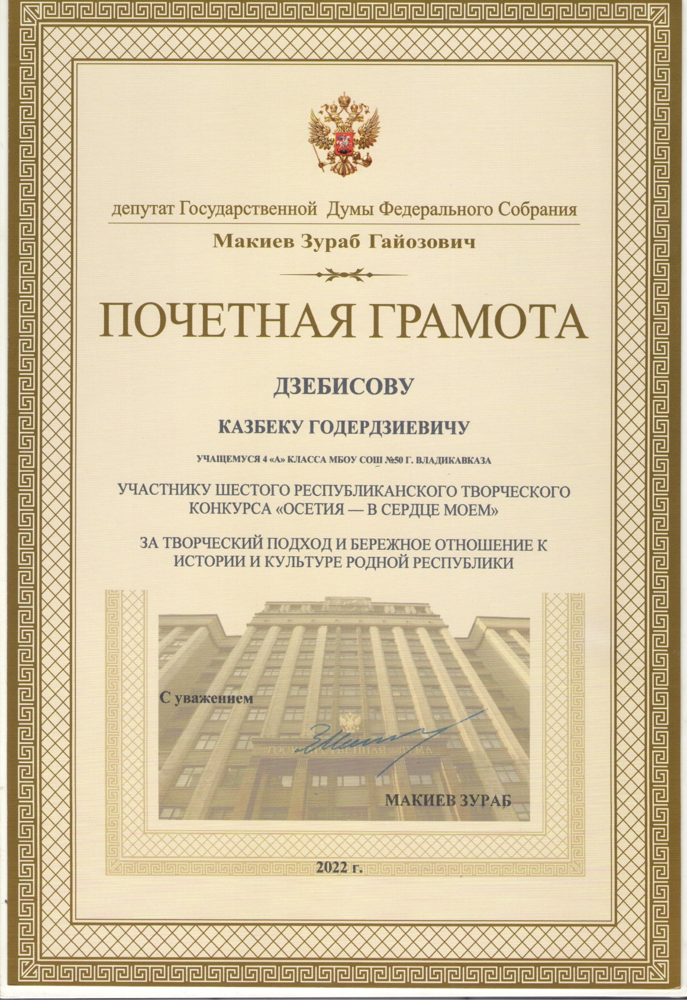 депутат Государственной Думы Федерального Собрания
Макиев Зураб Гайозович
ПОЧЕТНАЯ ГРАМОТА
ДЗЕБИСОВУ
КАЗБЕКУ ГОДЕРДЗИЕВИЧУ
УЧАЩЕМУСЯ 4 «А» КЛАССА МБОУ СОШ №50 Г. ВЛАДИКАВКАЗА
УЧАСТНИКУ ШЕСТОГО РЕСПУБЛИКАНСКОГО ТВОРЧЕСКОГО
КОНКУРСА «ОСЕТИЯ — В СЕРДЦЕ МОЕМ»
ЗА ТВОРЧЕСКИЙ ПОДХОД И БЕРЕЖНОЕ ОТНОШЕНИЕ К
ИСТОРИИ И КУЛЬТУРЕ РОДНОЙ РЕСПУБЛИКИ
С уважением
ГОСУДАРСТВЕННАЯ ДУМА
МАКИЕВ ЗУРАБ
2022 г.